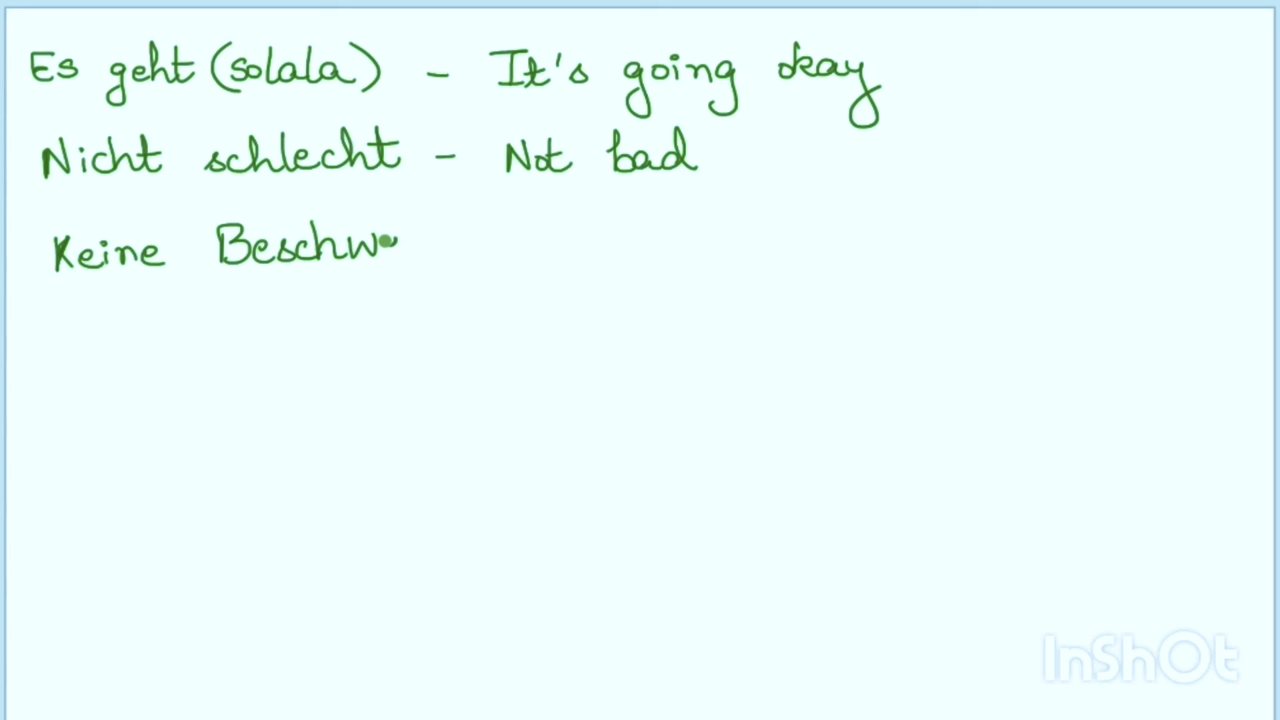 Es geht (solala) - It's going okay
Nicht schlecht - Not bad
Keine Beschw
InShOt